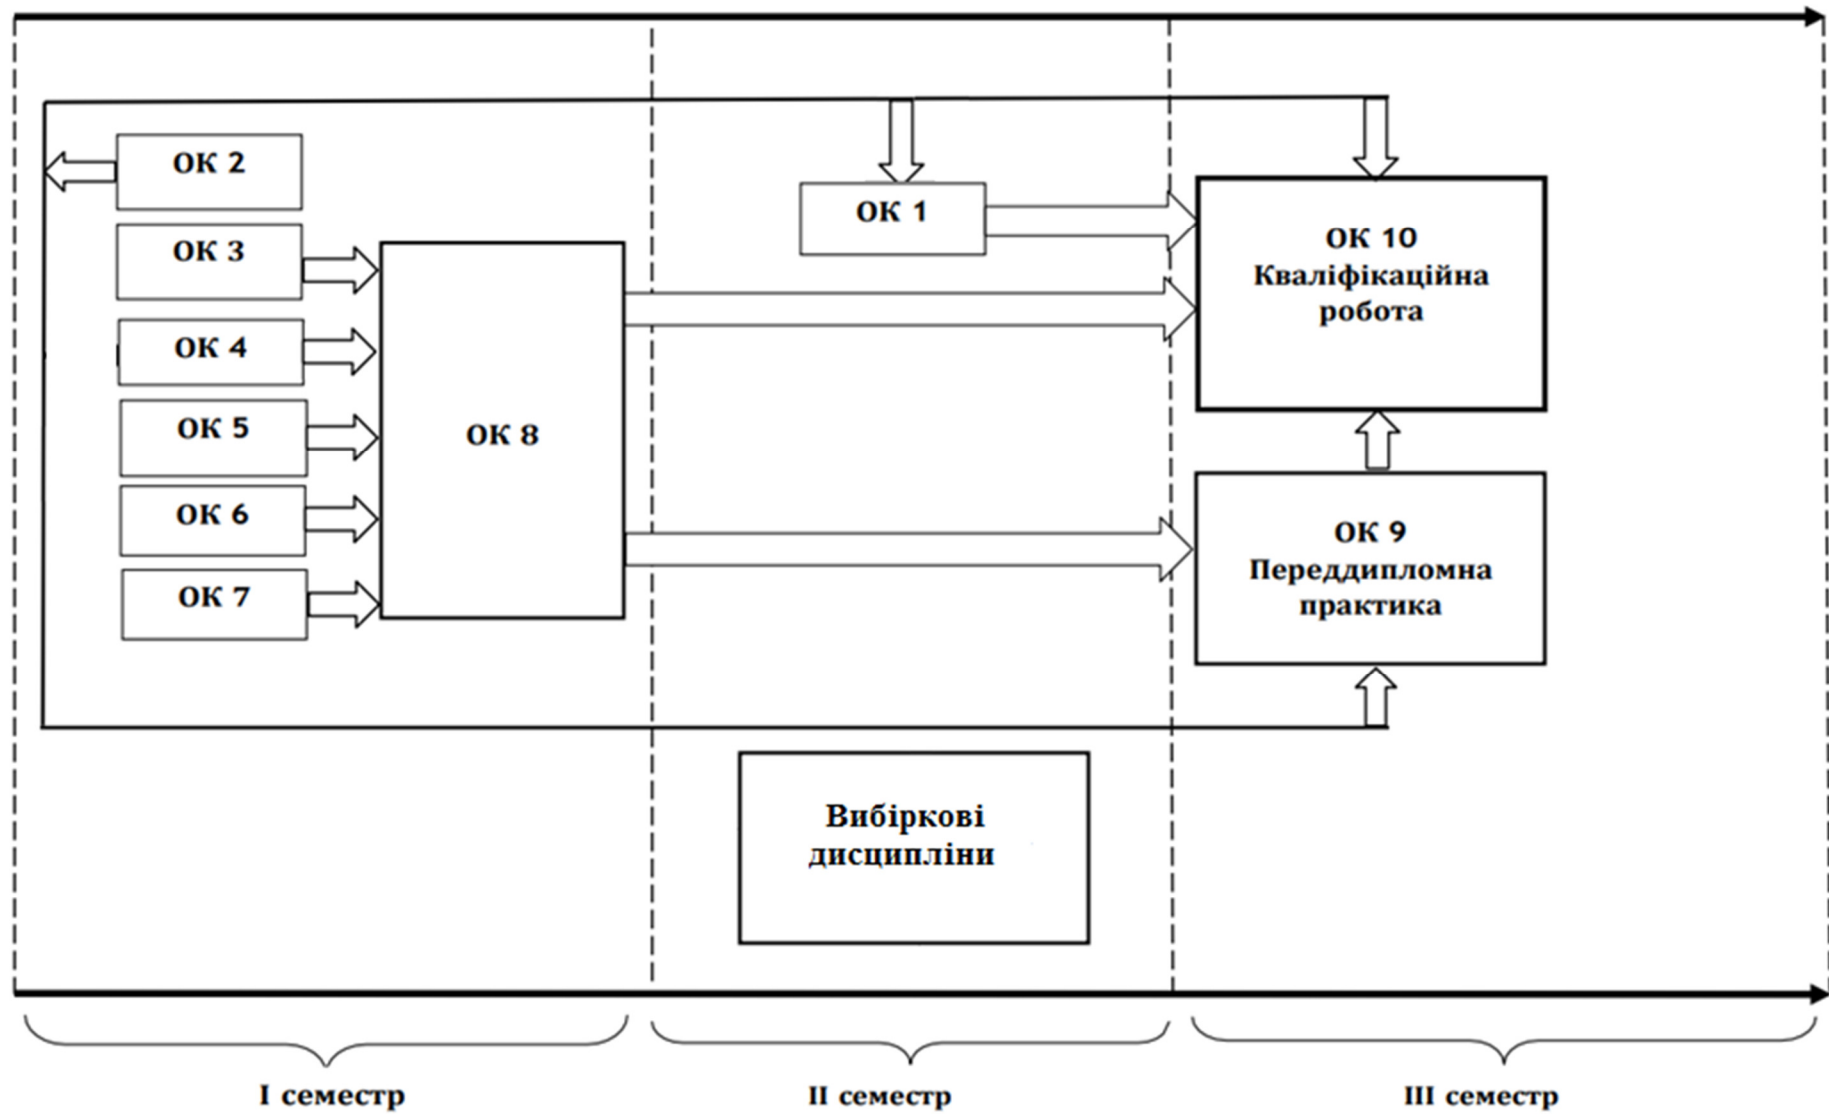 ОК 2
ОК 3
ОК 4
ОК 5
ОК 6
ОК 7
ОК 8
ОК 1
ОК 10
Кваліфікаційна
робота
ОК 9
Переддипломна
практика
Вибіркові
дисципліни
I семестр
II семестр
III семестр